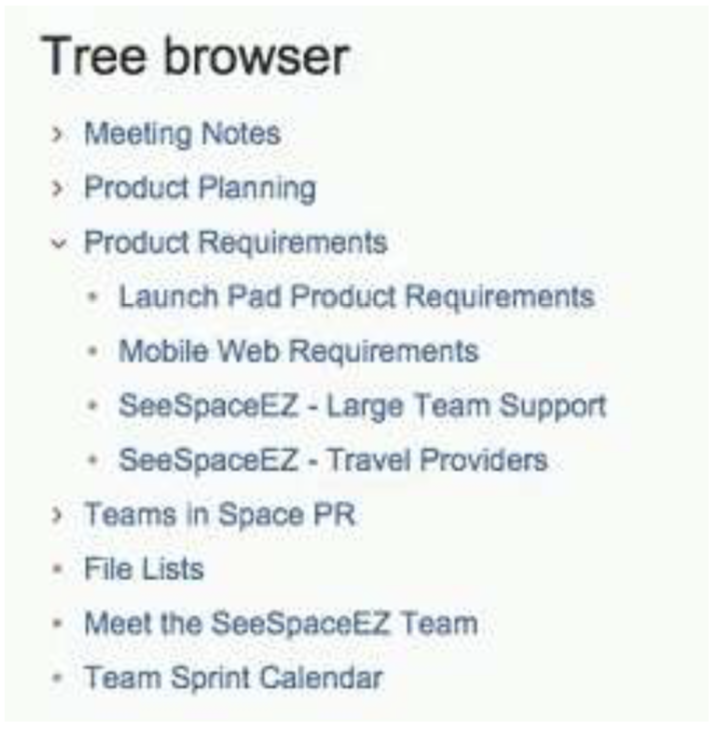 Tree browser
Meeting Notes
Product Planning
Product Requirements
Launch Pad Product Requirements
Mobile Web Requirements
SeeSpaceEZ - Large Team Support
SeeSpaceEZ - Travel Providers
Teams in Space PR
File Lists
Meet the SeeSpaceEZ Team
Team Sprint Calendar